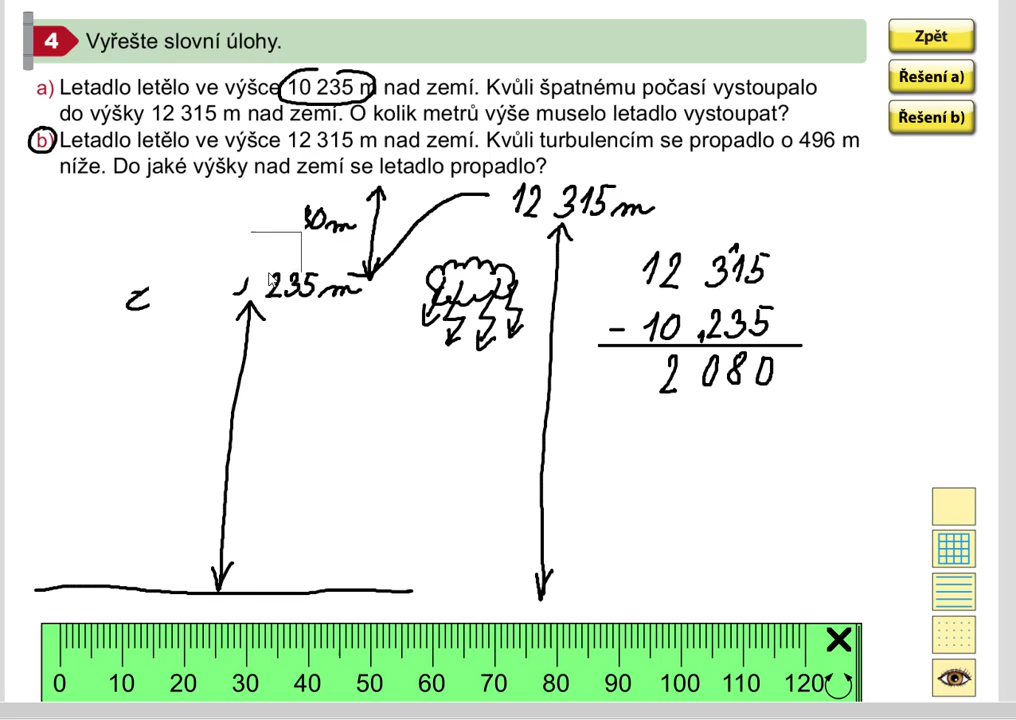 4 Vyřešte slovní úlohy.
Zpět
Řešení a)
Řešení b)
a) Letadlo letělo ve výšce 10 235 m nad zemí. Kvůli špatnému počasí vystoupalo
do výšky 12 315 m nad zemí. O kolik metrů výše muselo letadlo vystoupat?
b) Letadlo letělo ve výšce 12 315 m nad zemí. Kvůli turbulencím se propadlo o 496 m
níže. Do jaké výšky nad zemí se letadlo propadlo?
12 315 m
80 m
235 m
12 315
- 10 235
2 080
0 10 20 30 40 50 60 70 80 90 100 110 120